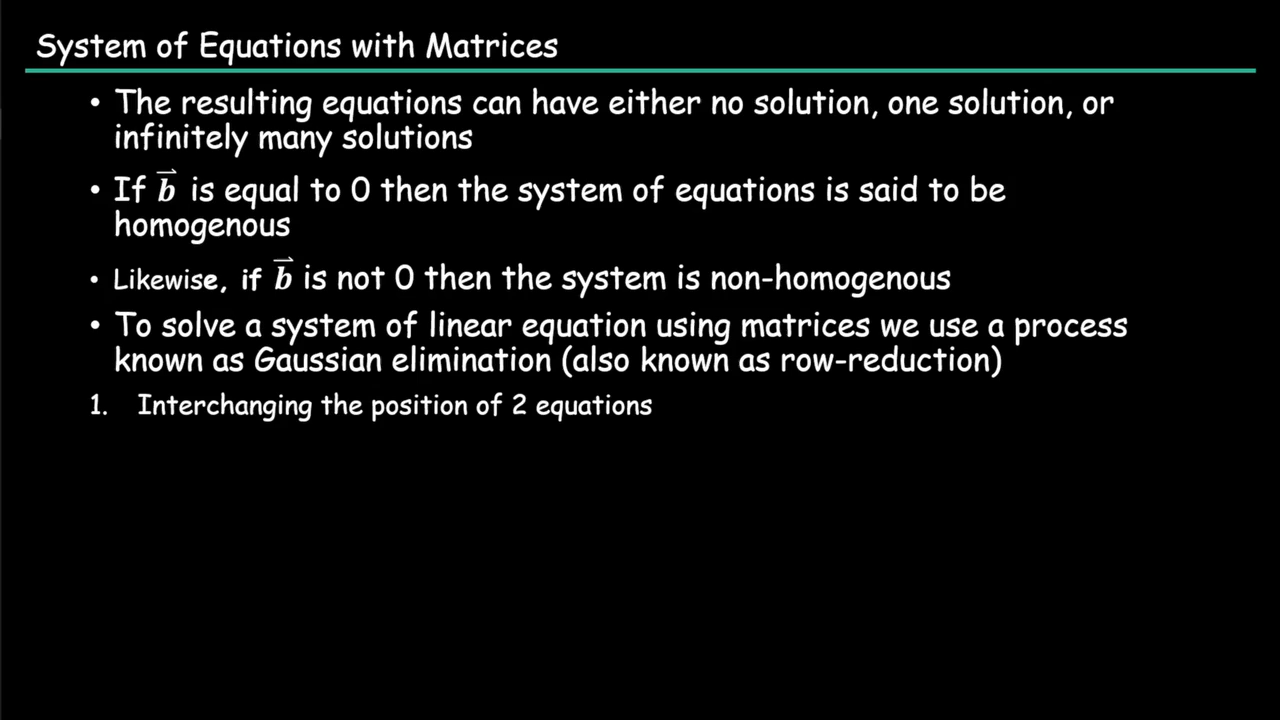 System of Equations with Matrices
• The resulting equations can have either no solution, one solution, or
infinitely many solutions
• If b⃗ is equal to 0 then the system of equations is said to be
homogenous
• Likewise, if b⃗ is not 0 then the system is non-homogenous
• To solve a system of linear equation using matrices we use a process
known as Gaussian elimination (also known as row-reduction)
1. Interchanging the position of 2 equations